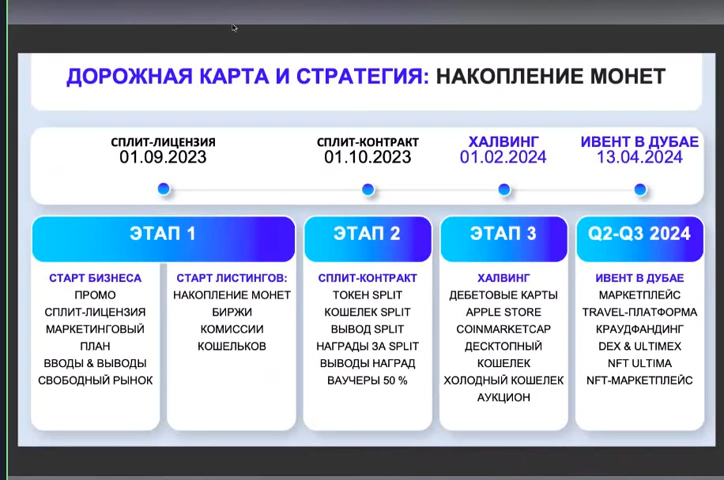 ДОРОЖНАЯ КАРТА И СТРАТЕГИЯ: НАКОПЛЕНИЕ МОНЕТ
СПЛИТ-ЛИЦЕНЗИЯ
01.09.2023
СПЛИТ-КОНТРАКТ
01.10.2023
ХАЛВИНГ
01.02.2024
ИВЕНТ В ДУБАЕ
13.04.2024
ЭТАП 1
СТАРТ БИЗНЕСА
ПРОМО
СПЛИТ-ЛИЦЕНЗИЯ
МАРКЕТИНГОВЫЙ
ПЛАН
ВВОДЫ & ВЫВОДЫ
СВОБОДНЫЙ РЫНОК
СТАРТ ЛИСТИНГОВ:
НАКОПЛЕНИЕ МОНЕТ
БИРЖИ
КОМИССИИ
КОШЕЛЬКОВ
ЭТАП 2
СПЛИТ-КОНТРАКТ
ТОКЕН SPLIT
КОШЕЛЕК SPLIT
ВЫВОД SPLIT
НАГРАДЫ ЗА SPLIT
ВЫВОДЫ НАГРАД
ВАУЧЕРЫ 50 %
ЭТАП 3
ХАЛВИНГ
ДЕБЕТОВЫЕ КАРТЫ
APPLE STORE
COINMARKETCAP
ДЕСКТОПНЫЙ
КОШЕЛЕК
ХОЛОДНЫЙ КОШЕЛЕК
АУКЦИОН
Q2-Q3 2024
ИВЕНТ В ДУБАЕ
МАРКЕТПЛЕЙС
TRAVEL-ПЛАТФОРМА
КРАУДФАНДИНГ
DEX & ULTIMEX
NFT ULTIMA
NFT-МАРКЕТПЛЕЙС